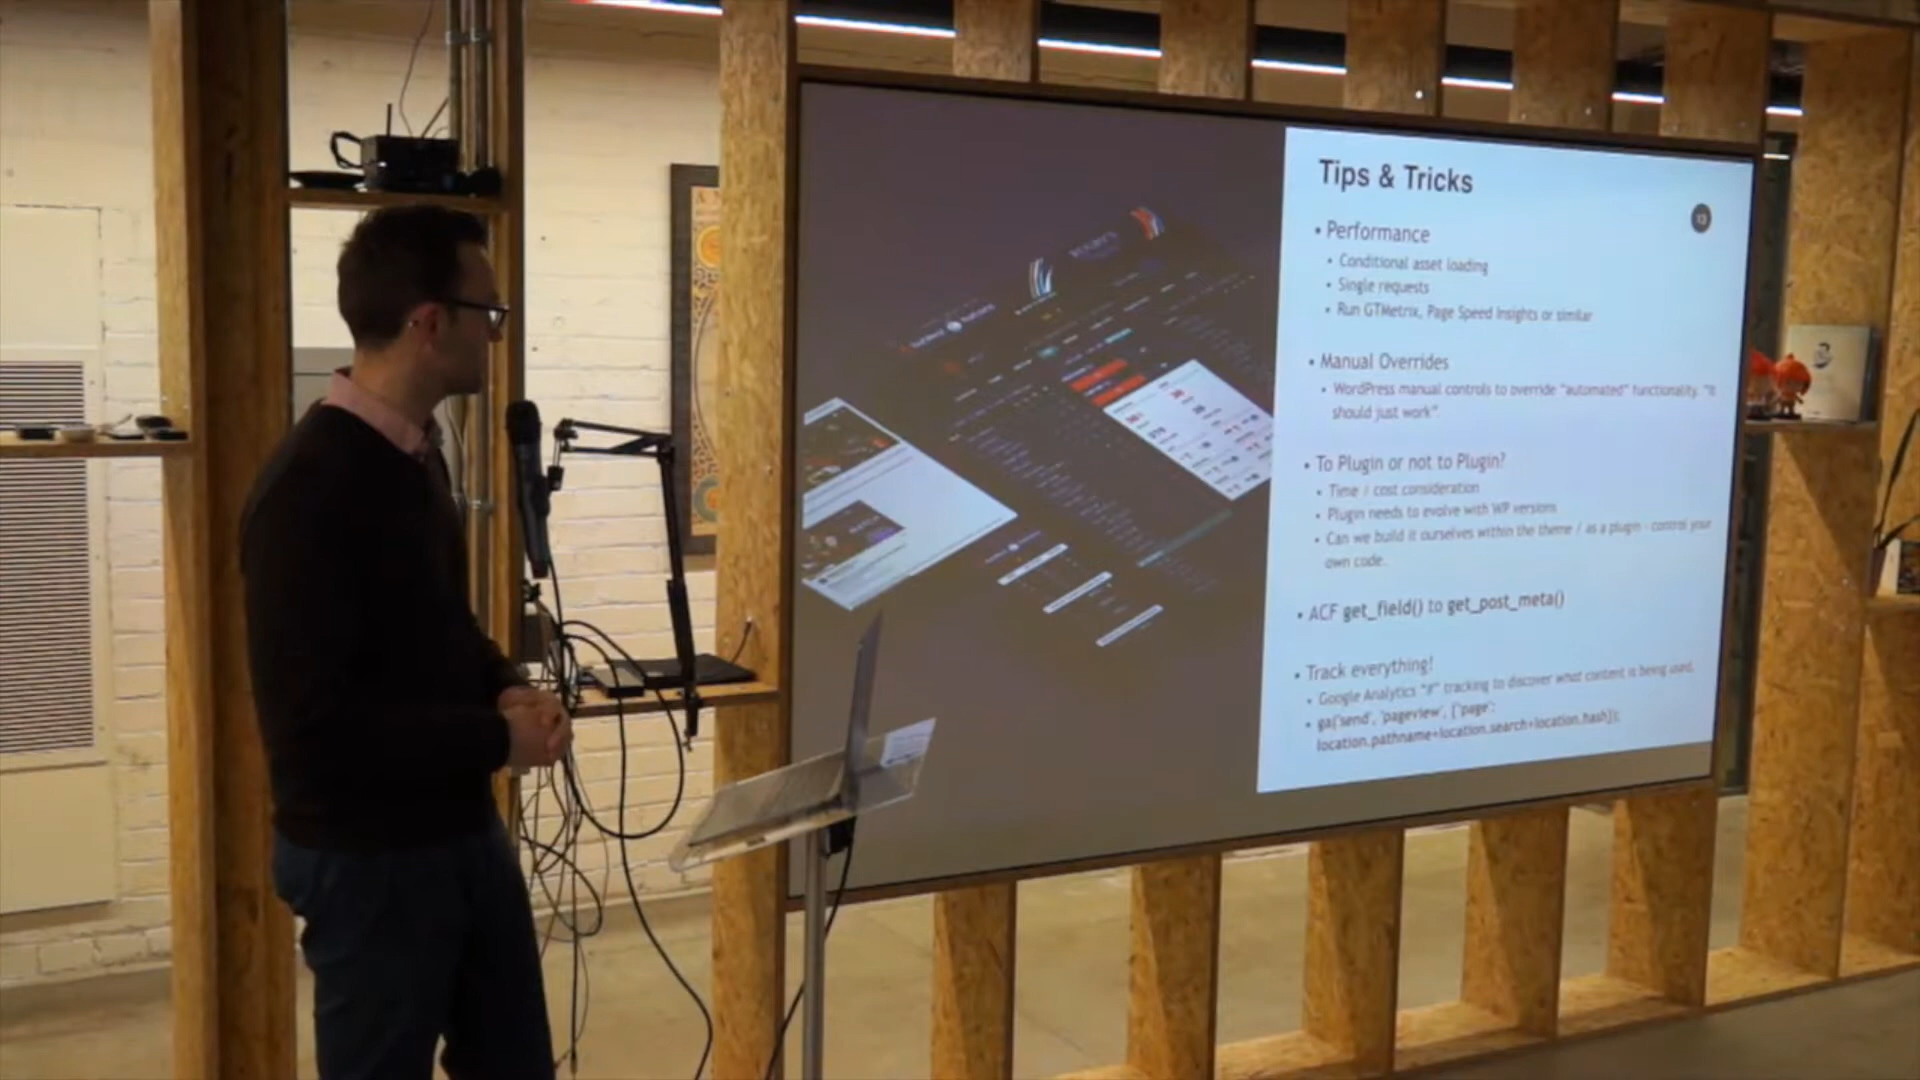 Tips & Tricks
13
• Performance
• Conditional asset loading
• Single requests
• Run GTMetrix, Page Speed Insights or similar
• Manual Overrides
• WordPress manual controls to override "automated" functionality. "It
should just work".
• To Plugin or not to Plugin?
• Time / cost consideration
• Plugin needs to evolve with WP versions
• Can we build it ourselves within the theme / as a plugin - control your
own code.
• ACF get_field() to get_post_meta()
• Track everything!
• Google Analytics "#" tracking to discover what content is being used.
• ga('send', 'pageview', {'page':
location.pathname+location.search+location.hash});